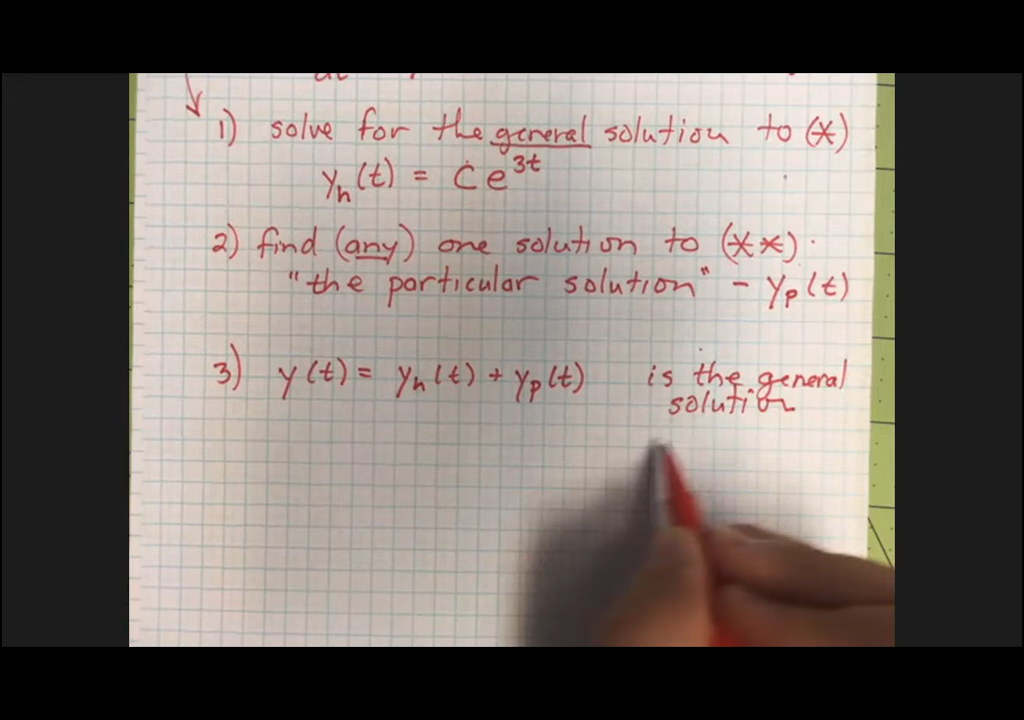 1) solve for the general solution to (*)
yh(t) = Ce^3t
2) find (any) one solution to (**).
"the particular solution" - yp(t)
3) y(t) = yh(t) + yp(t) is the general
solution